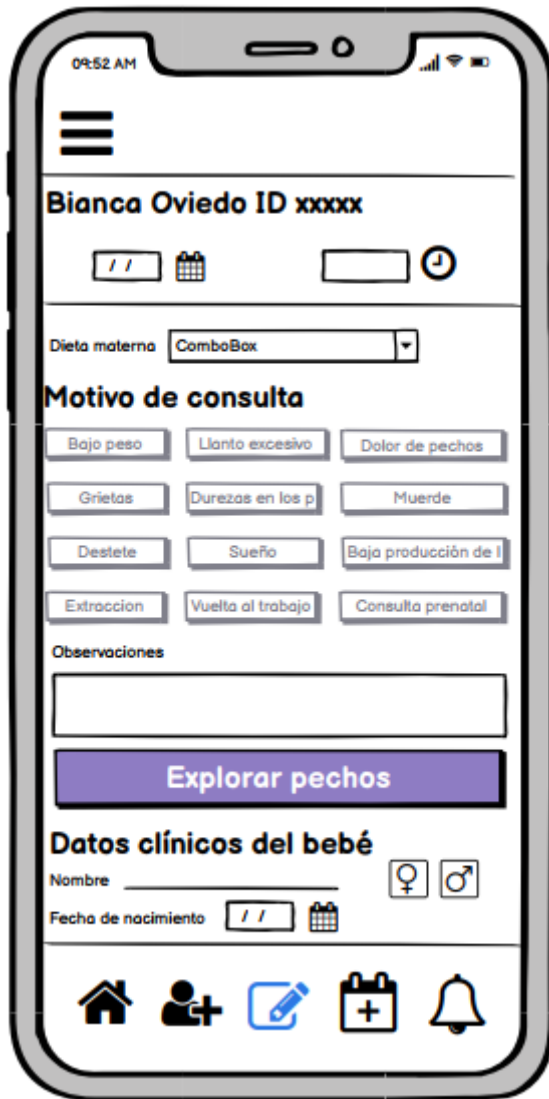 09:52 AM
Bianca Oviedo ID xxxxx
/ /
Dieta materna ComboBox
Motivo de consulta
Bajo peso Llanto excesivo Dolor de pechos
Grietas Durezas en los p Muerde
Destete Sueño Baja producción de l
Extraccion Vuelta al trabajo Consulta prenatal
Observaciones
Explorar pechos
Datos clínicos del bebé
Nombre
Fecha de nacimiento / /